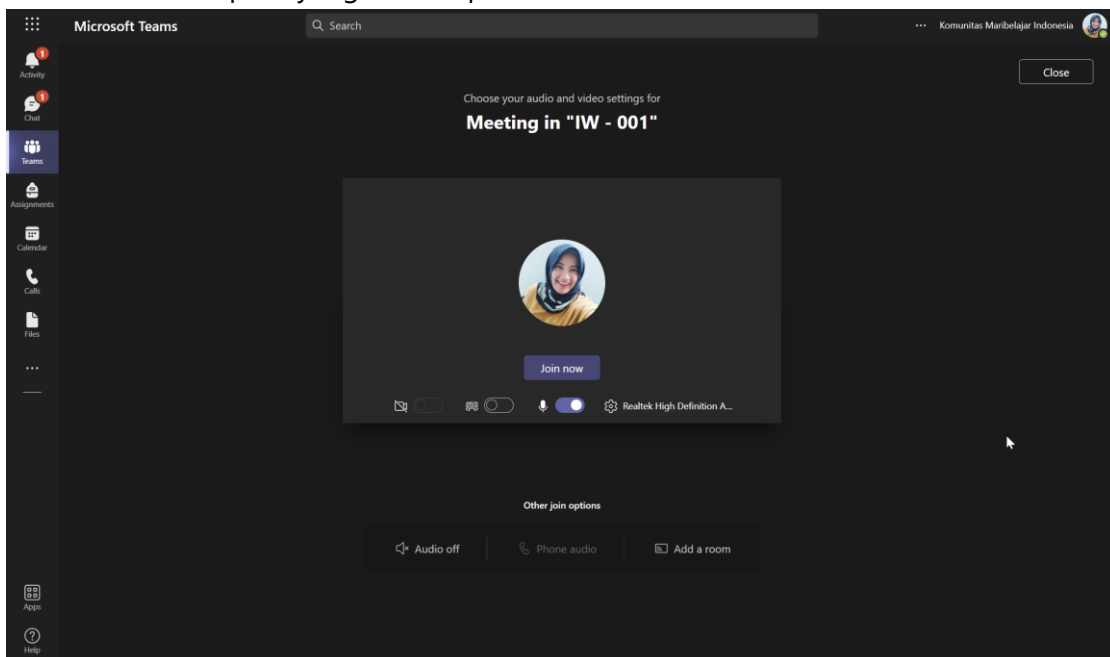 Microsoft Teams
Search
... Komunitas Maribelajar Indonesia
1
Activity
1
Chat
Teams
Assignments
Calendar
Calls
Files
...
Apps
Help
Close
Choose your audio and video settings for
Meeting in "IW - 001"
Join now
Realtek High Definition A...
Other join options
Audio off
Phone audio
Add a room